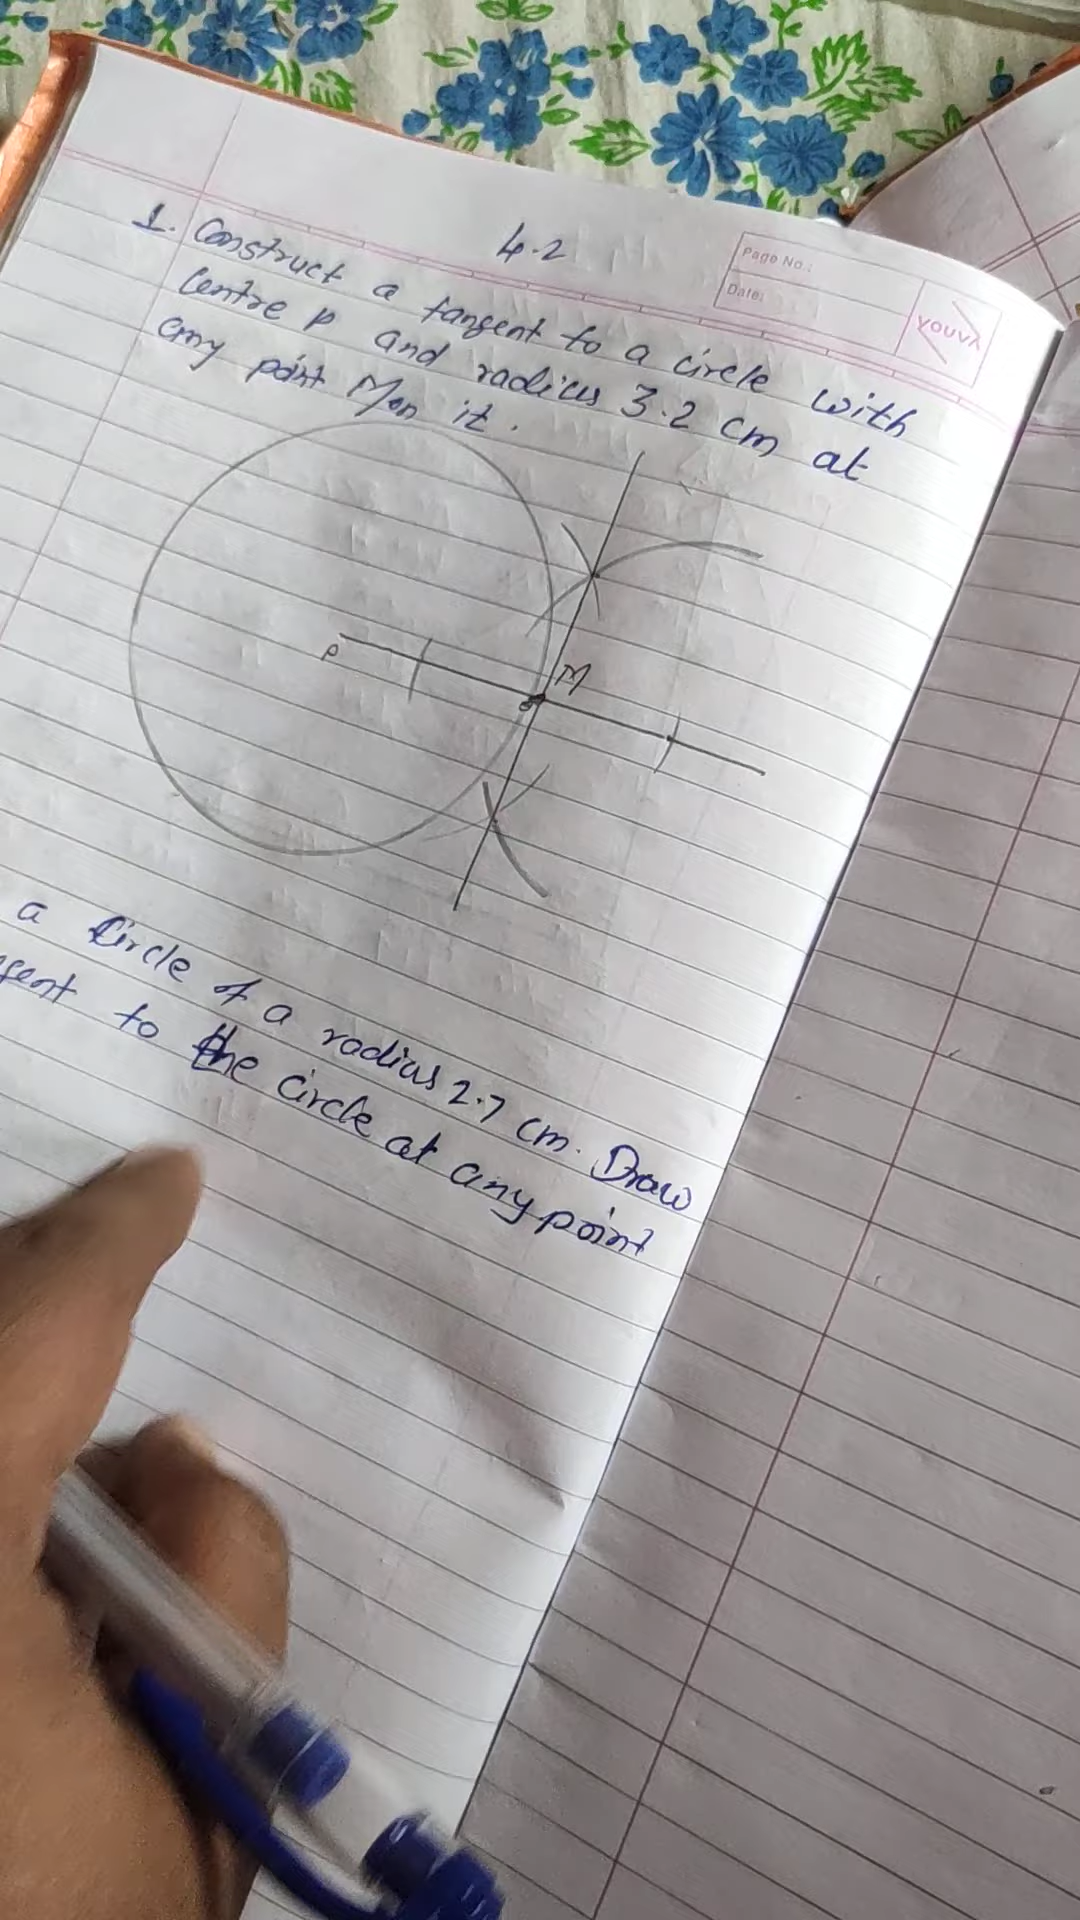 4.2
Page No.:
Date:
YOUVA
1. Construct a tangent to a circle with
Centre p and radius 3.2 cm at
any point M on it.
P
M
a Circle of a radius 2.7 cm. Draw
gent to the circle at any point